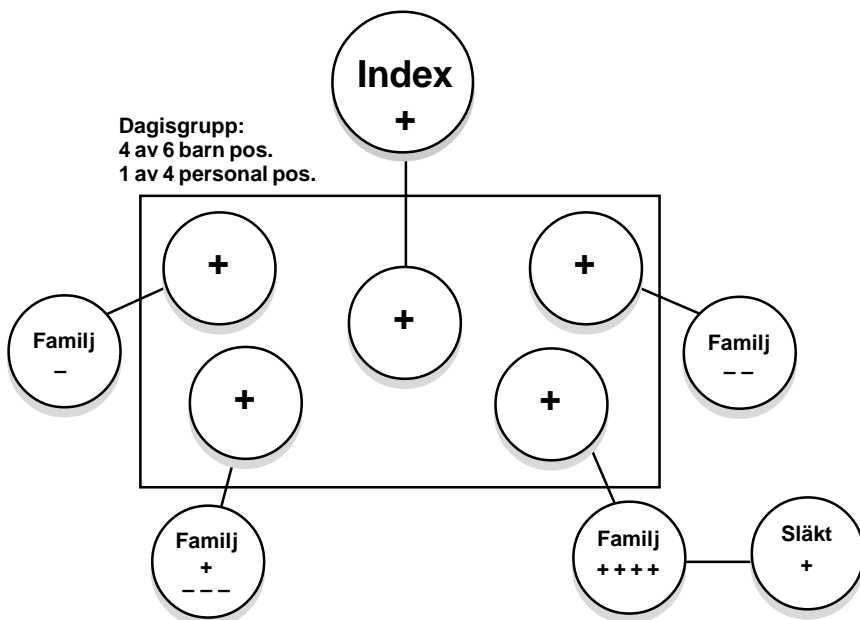 Index
+
Dagisgrupp:
4 av 6 barn pos.
1 av 4 personal pos.
+
+
+
Familj
–
Familj
– –
+
+
Familj
+
– – –
Familj
+ + + +
Släkt
+